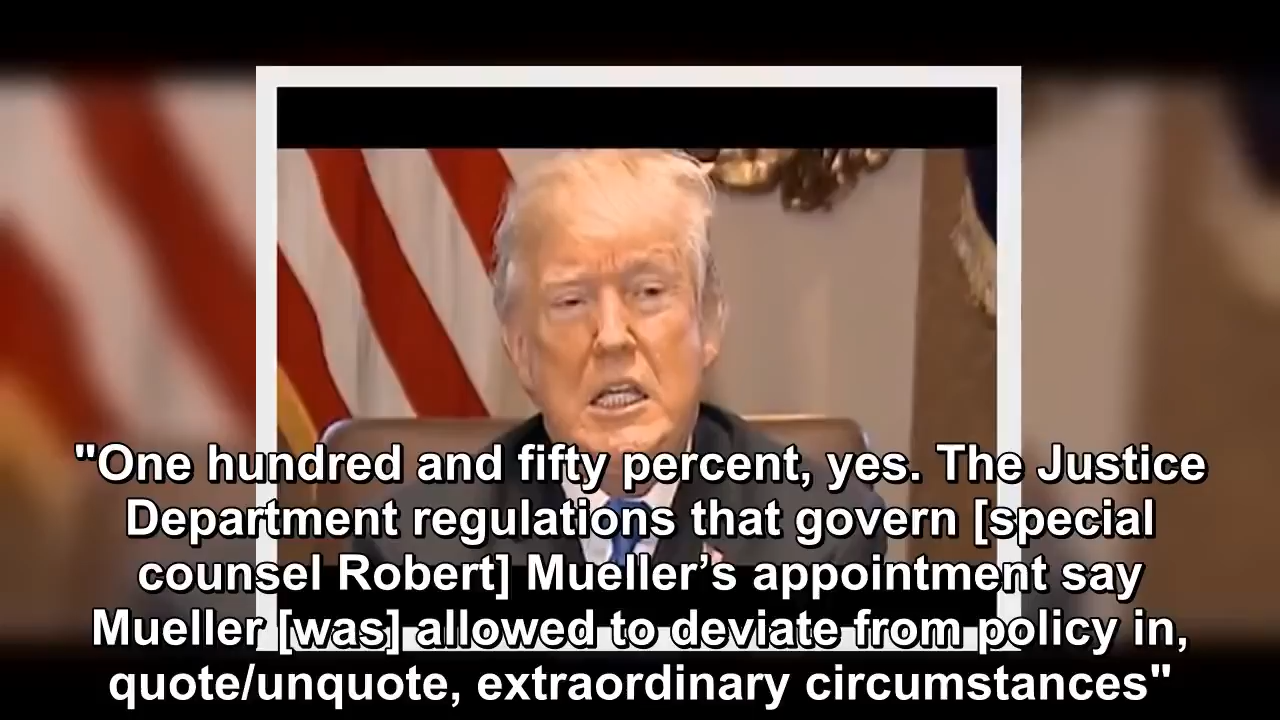 "One hundred and fifty percent, yes. The Justice
Department regulations that govern [special
counsel Robert] Mueller’s appointment say
Mueller [was] allowed to deviate from policy in,
quote/unquote, extraordinary circumstances"